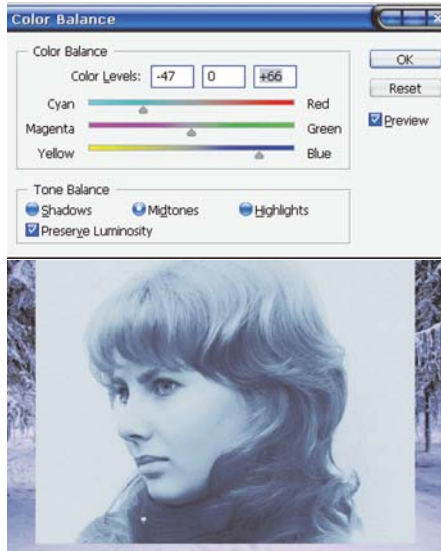 Color Balance
Color Balance
Color Levels: -47 0 +66
OK
Reset
Preview
Cyan Red
Magenta Green
Yellow Blue
Tone Balance
Shadows Midtones Highlights
Preserve Luminosity